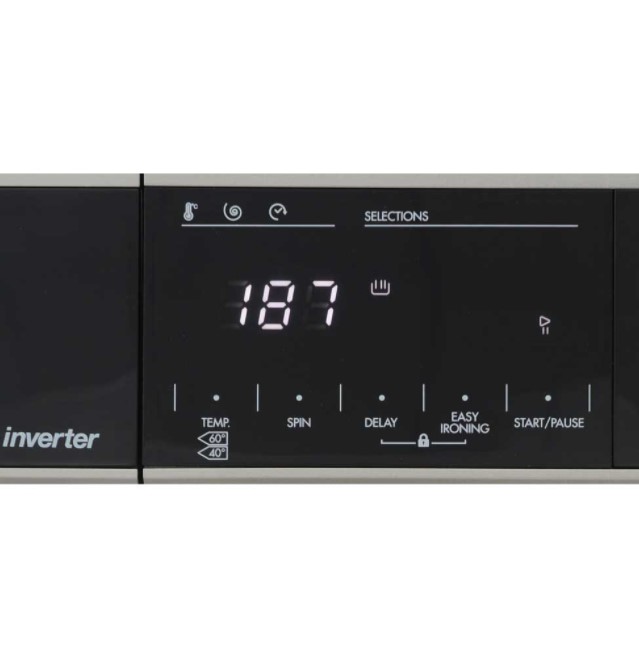 SELECTIONS
187
TEMP.
SPIN
DELAY
EASY
IRONING
START/PAUSE
60°
40°
inverter